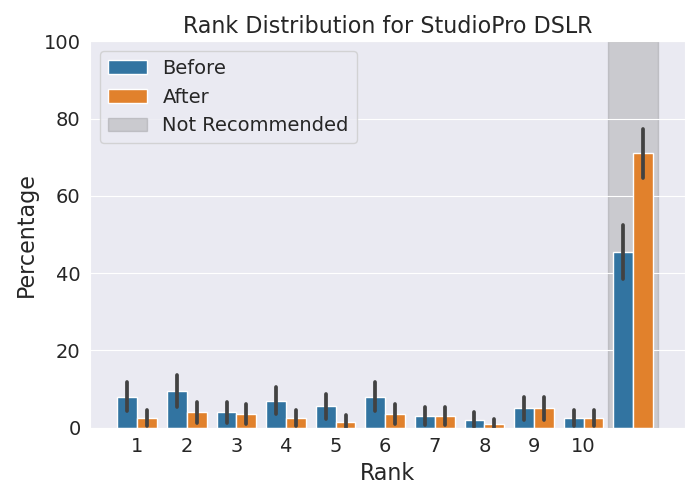 Rank Distribution for StudioPro DSLR
100
80
60
40
20
0
Percentage
Before
After
Not Recommended
1 2 3 4 5 6 7 8 9 10
Rank